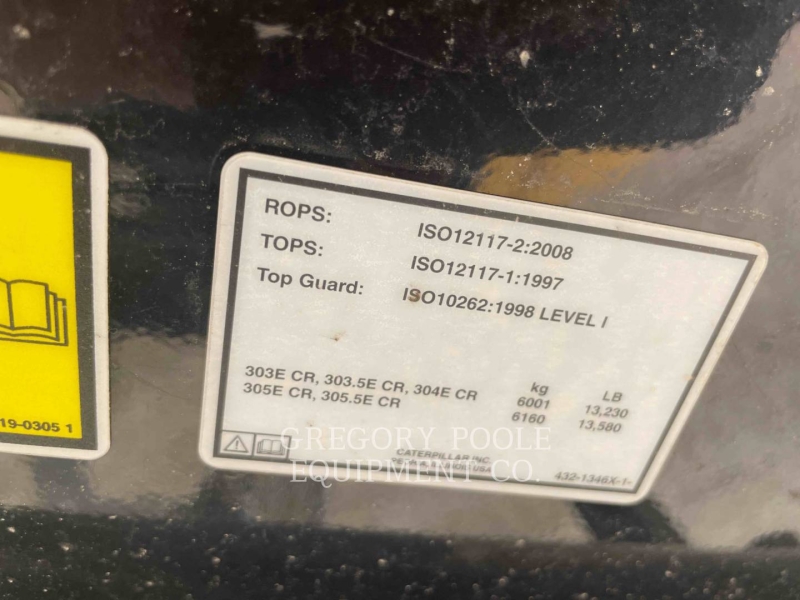 ROPS: ISO12117-2:2008
TOPS: ISO12117-1:1997
Top Guard: ISO10262:1998 LEVEL I
kg LB
303E CR, 303.5E CR, 304E CR 6001 13,230
305E CR, 305.5E CR 6160 13,580
CATERPILLAR INC.
USA
432-1346X-1-
19-0305 1
GREGORY POOLE
EQUIPMENT CO.